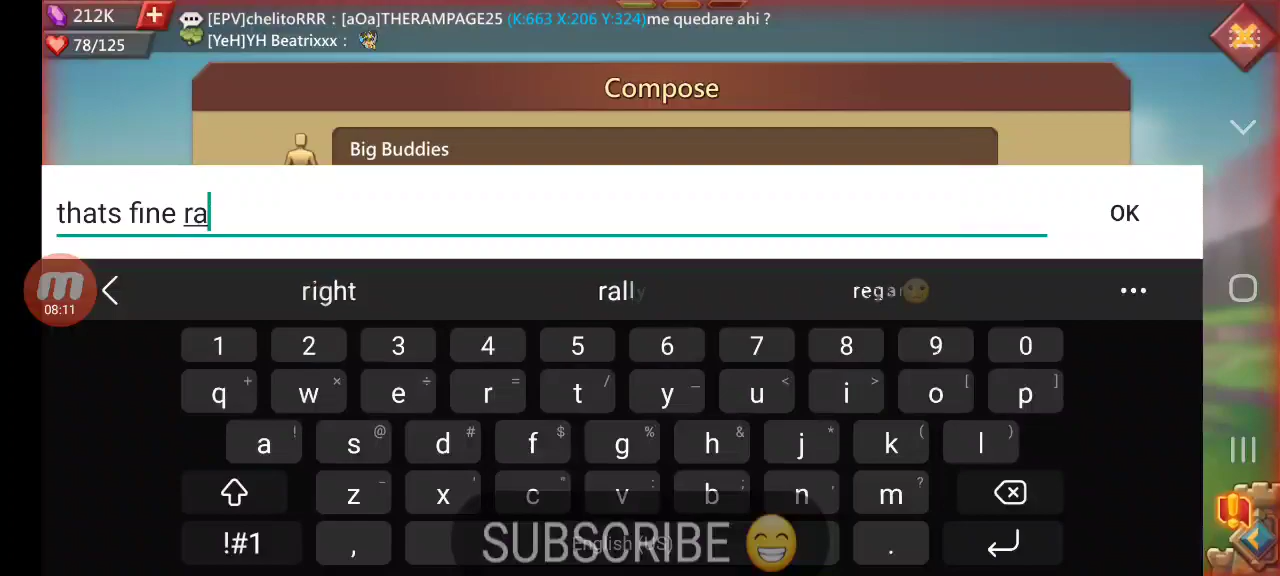 212K
78/125
[EPV]chelitoRRR : [aOa]THERAMPAGE25 (K:663 X:206 Y:324)me quedare ahi ?
[YeH]YH Beatrixxx :
Compose
Big Buddies
thats fine ra
OK
08:11
right rally
1 2 3 4 5 6 7 8 9 0
q + w × e ÷ r = t / y _ u < i > o [ p ]
a ! s @ d # f $ g % h & j * k ( l )
z - x ' c " v : b ; n , m ?
!#1 , English (US) .
SUBSCRIBE